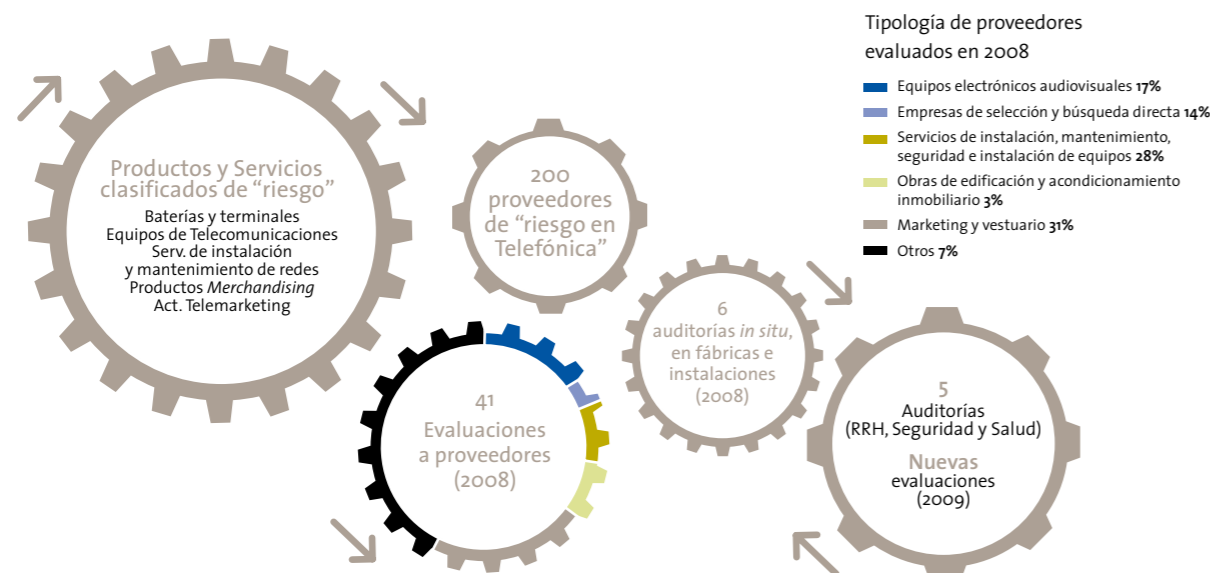 Tipología de proveedores
evaluados en 2008
Equipos electrónicos audiovisuales 17%
Empresas de selección y búsqueda directa 14%
Servicios de instalación, mantenimiento,
seguridad e instalación de equipos 28%
Obras de edificación y acondicionamiento
inmobiliario 3%
Marketing y vestuario 31%
Otros 7%
Productos y Servicios
clasificados de “riesgo”
Baterías y terminales
Equipos de Telecomunicaciones
Serv. de instalación
y mantenimiento de redes
Productos Merchandising
Act. Telemarketing
200
proveedores
de “riesgo en
Telefónica”
41
Evaluaciones
a proveedores
(2008)
6
auditorías in situ,
en fábricas e
instalaciones
(2008)
5
Auditorías
(RRH, Seguridad y Salud)
Nuevas
evaluaciones
(2009)